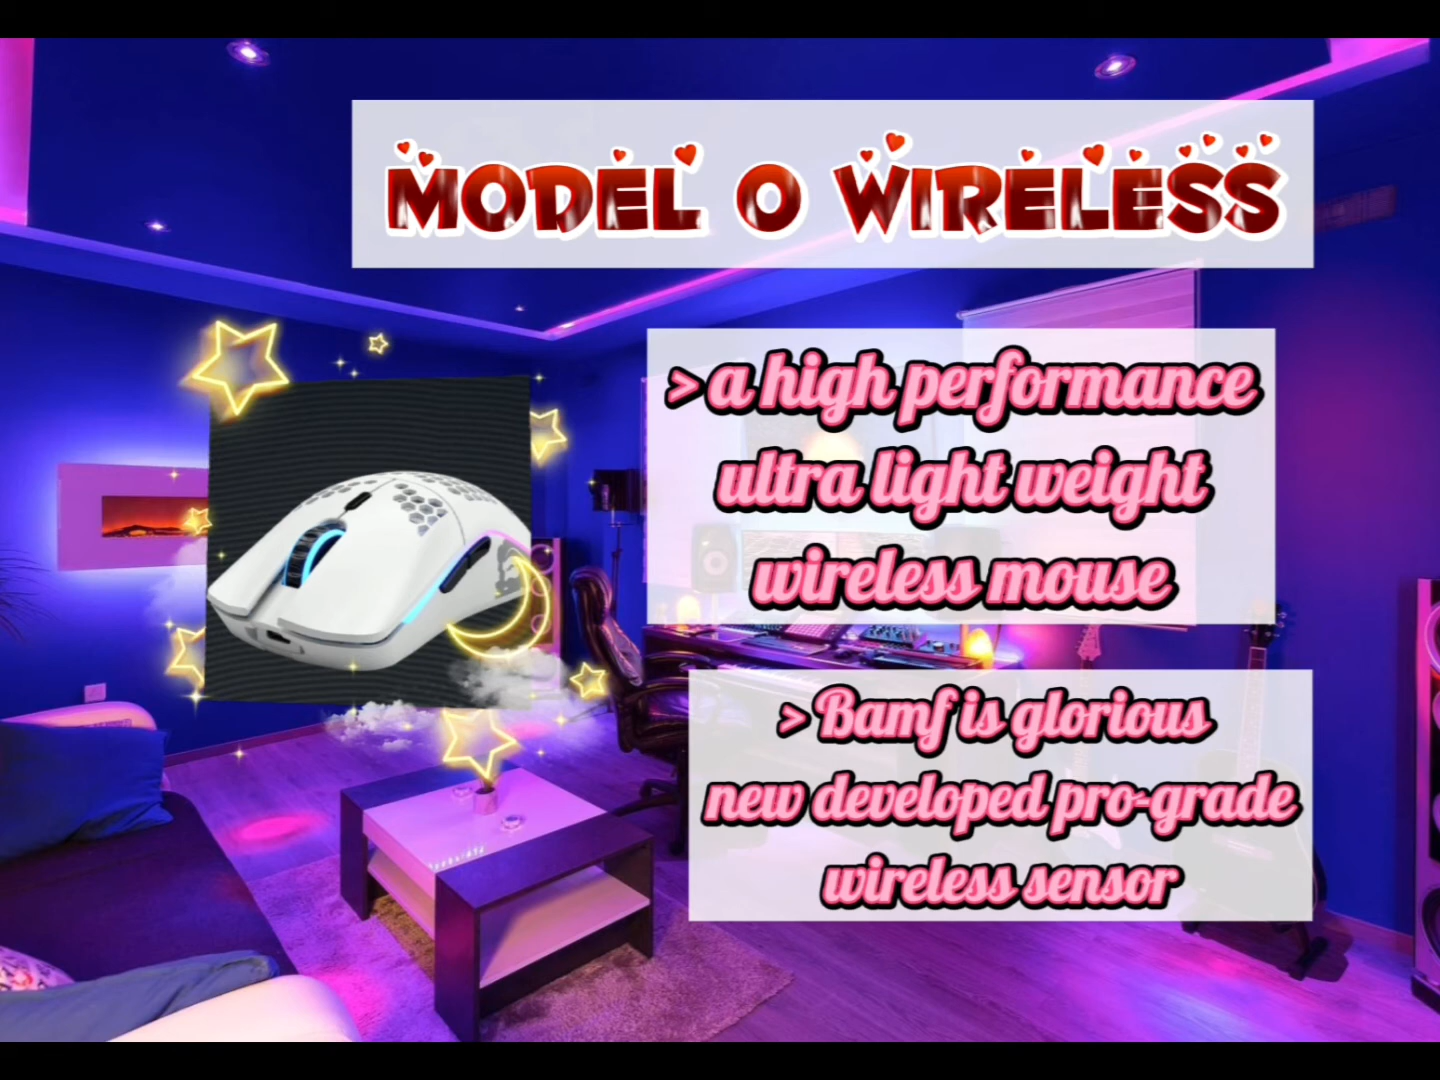 MODEL O WIRELESS
> a high performance
ultra light weight
wireless mouse
> Bamf is glorious
new developed pro-grade
wireless sensor